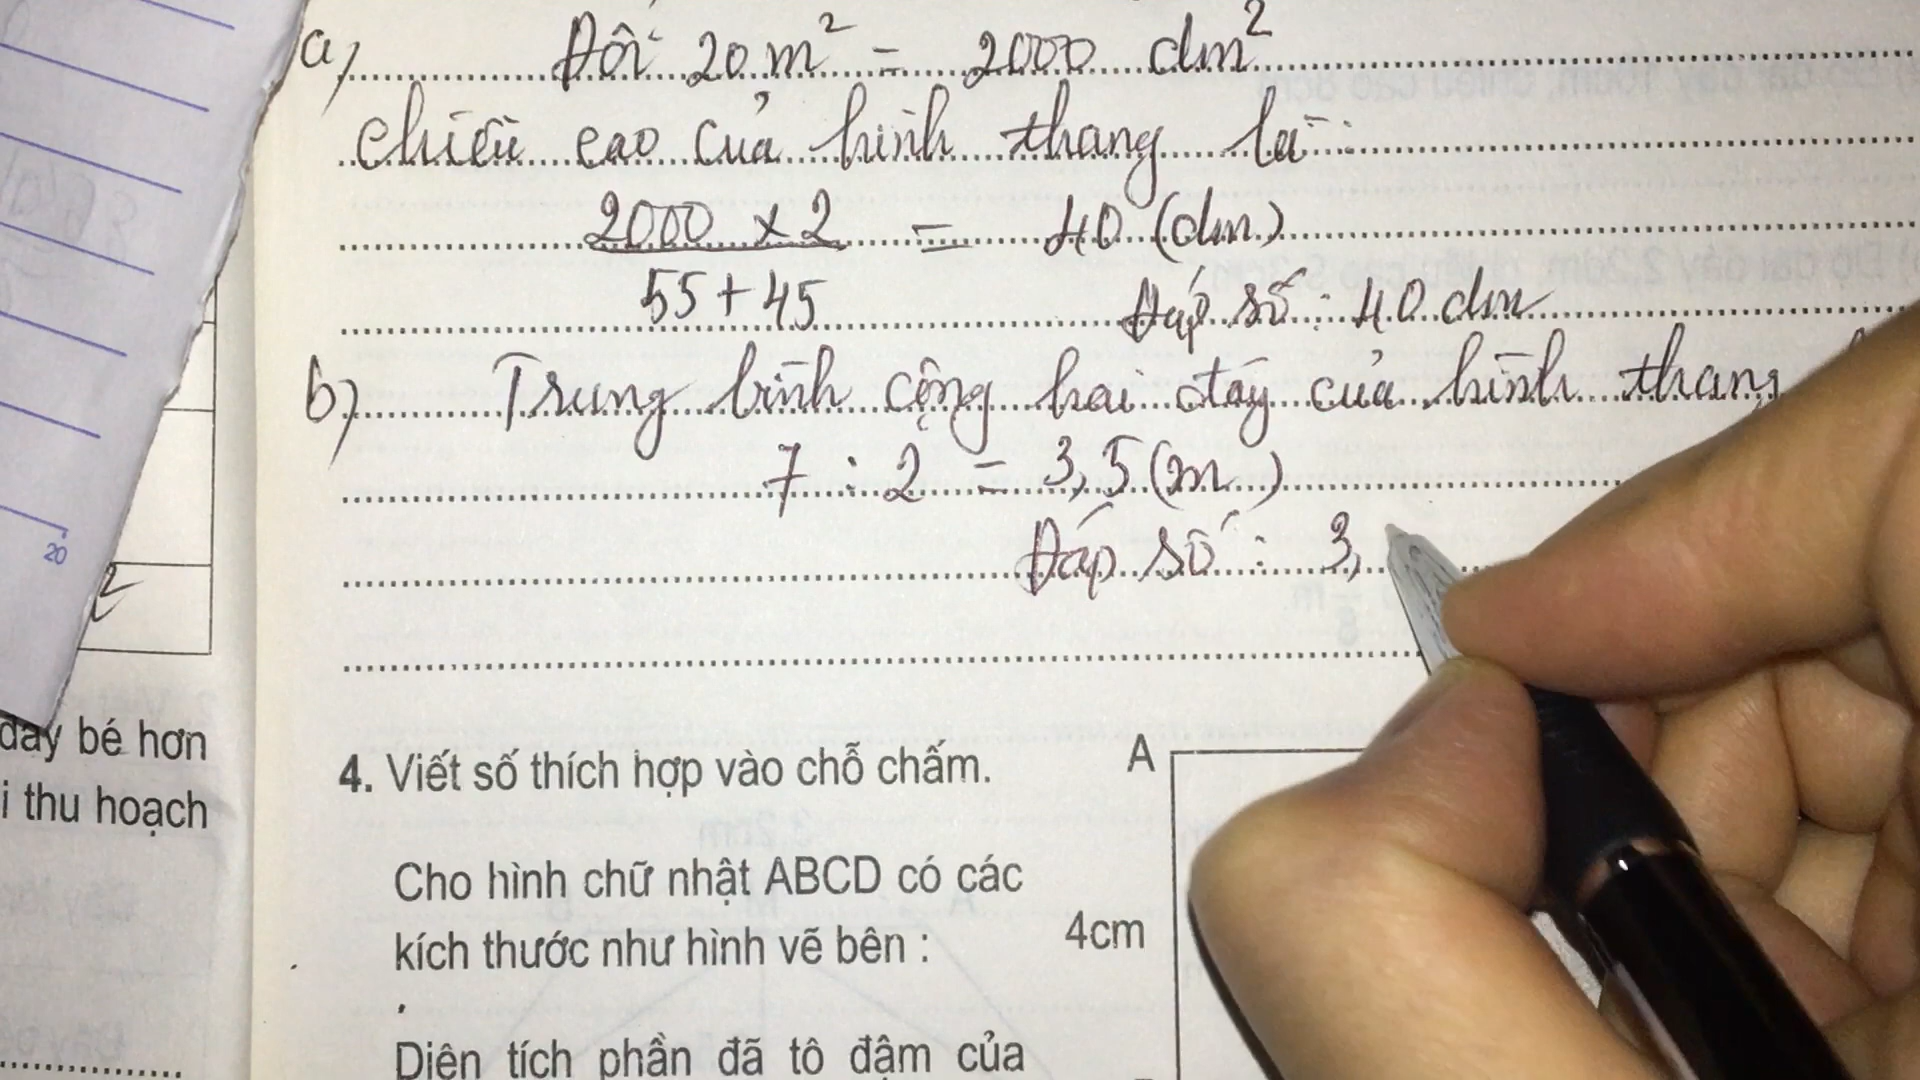 a) Đổi 20 m² = 2000 dm²
chiều cao của hình thang là:
2000 x 2 = 40 (dm)
55 + 45
Đáp số: 40 dm
b) Trung bình cộng hai đáy của hình thang
7 : 2 = 3,5 (m)
Đáp số: 3,
20
đáy bé hơn
i thu hoạch
4. Viết số thích hợp vào chỗ chấm.
A
Cho hình chữ nhật ABCD có các
kích thước như hình vẽ bên :
4cm
Diện tích phần đã tô đậm của